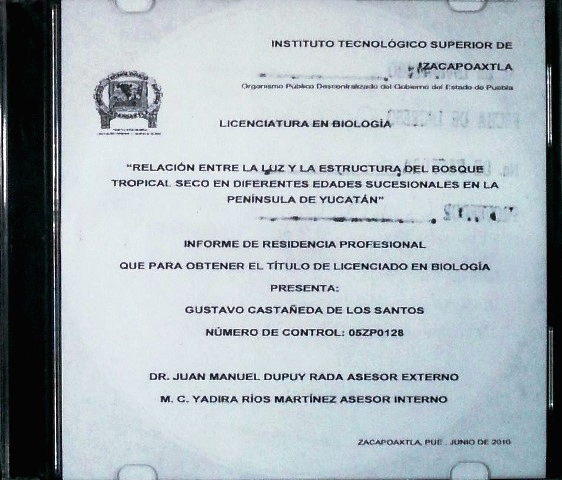 INSTITUTO TECNOLÓGICO SUPERIOR DE
ZACAPOAXTLA
Organismo Público Descentralizado del Gobierno del Estado de Puebla
LICENCIATURA EN BIOLOGÍA
“RELACIÓN ENTRE LA LUZ Y LA ESTRUCTURA DEL BOSQUE
TROPICAL SECO EN DIFERENTES EDADES SUCESIONALES EN LA
PENÍNSULA DE YUCATÁN”
INFORME DE RESIDENCIA PROFESIONAL
QUE PARA OBTENER EL TÍTULO DE LICENCIADO EN BIOLOGÍA
PRESENTA:
GUSTAVO CASTAÑEDA DE LOS SANTOS
NÚMERO DE CONTROL: 05ZP0128
DR. JUAN MANUEL DUPUY RADA ASESOR EXTERNO
M. C. YADIRA RÍOS MARTÍNEZ ASESOR INTERNO
ZACAPOAXTLA, PUE. JUNIO DE 2010